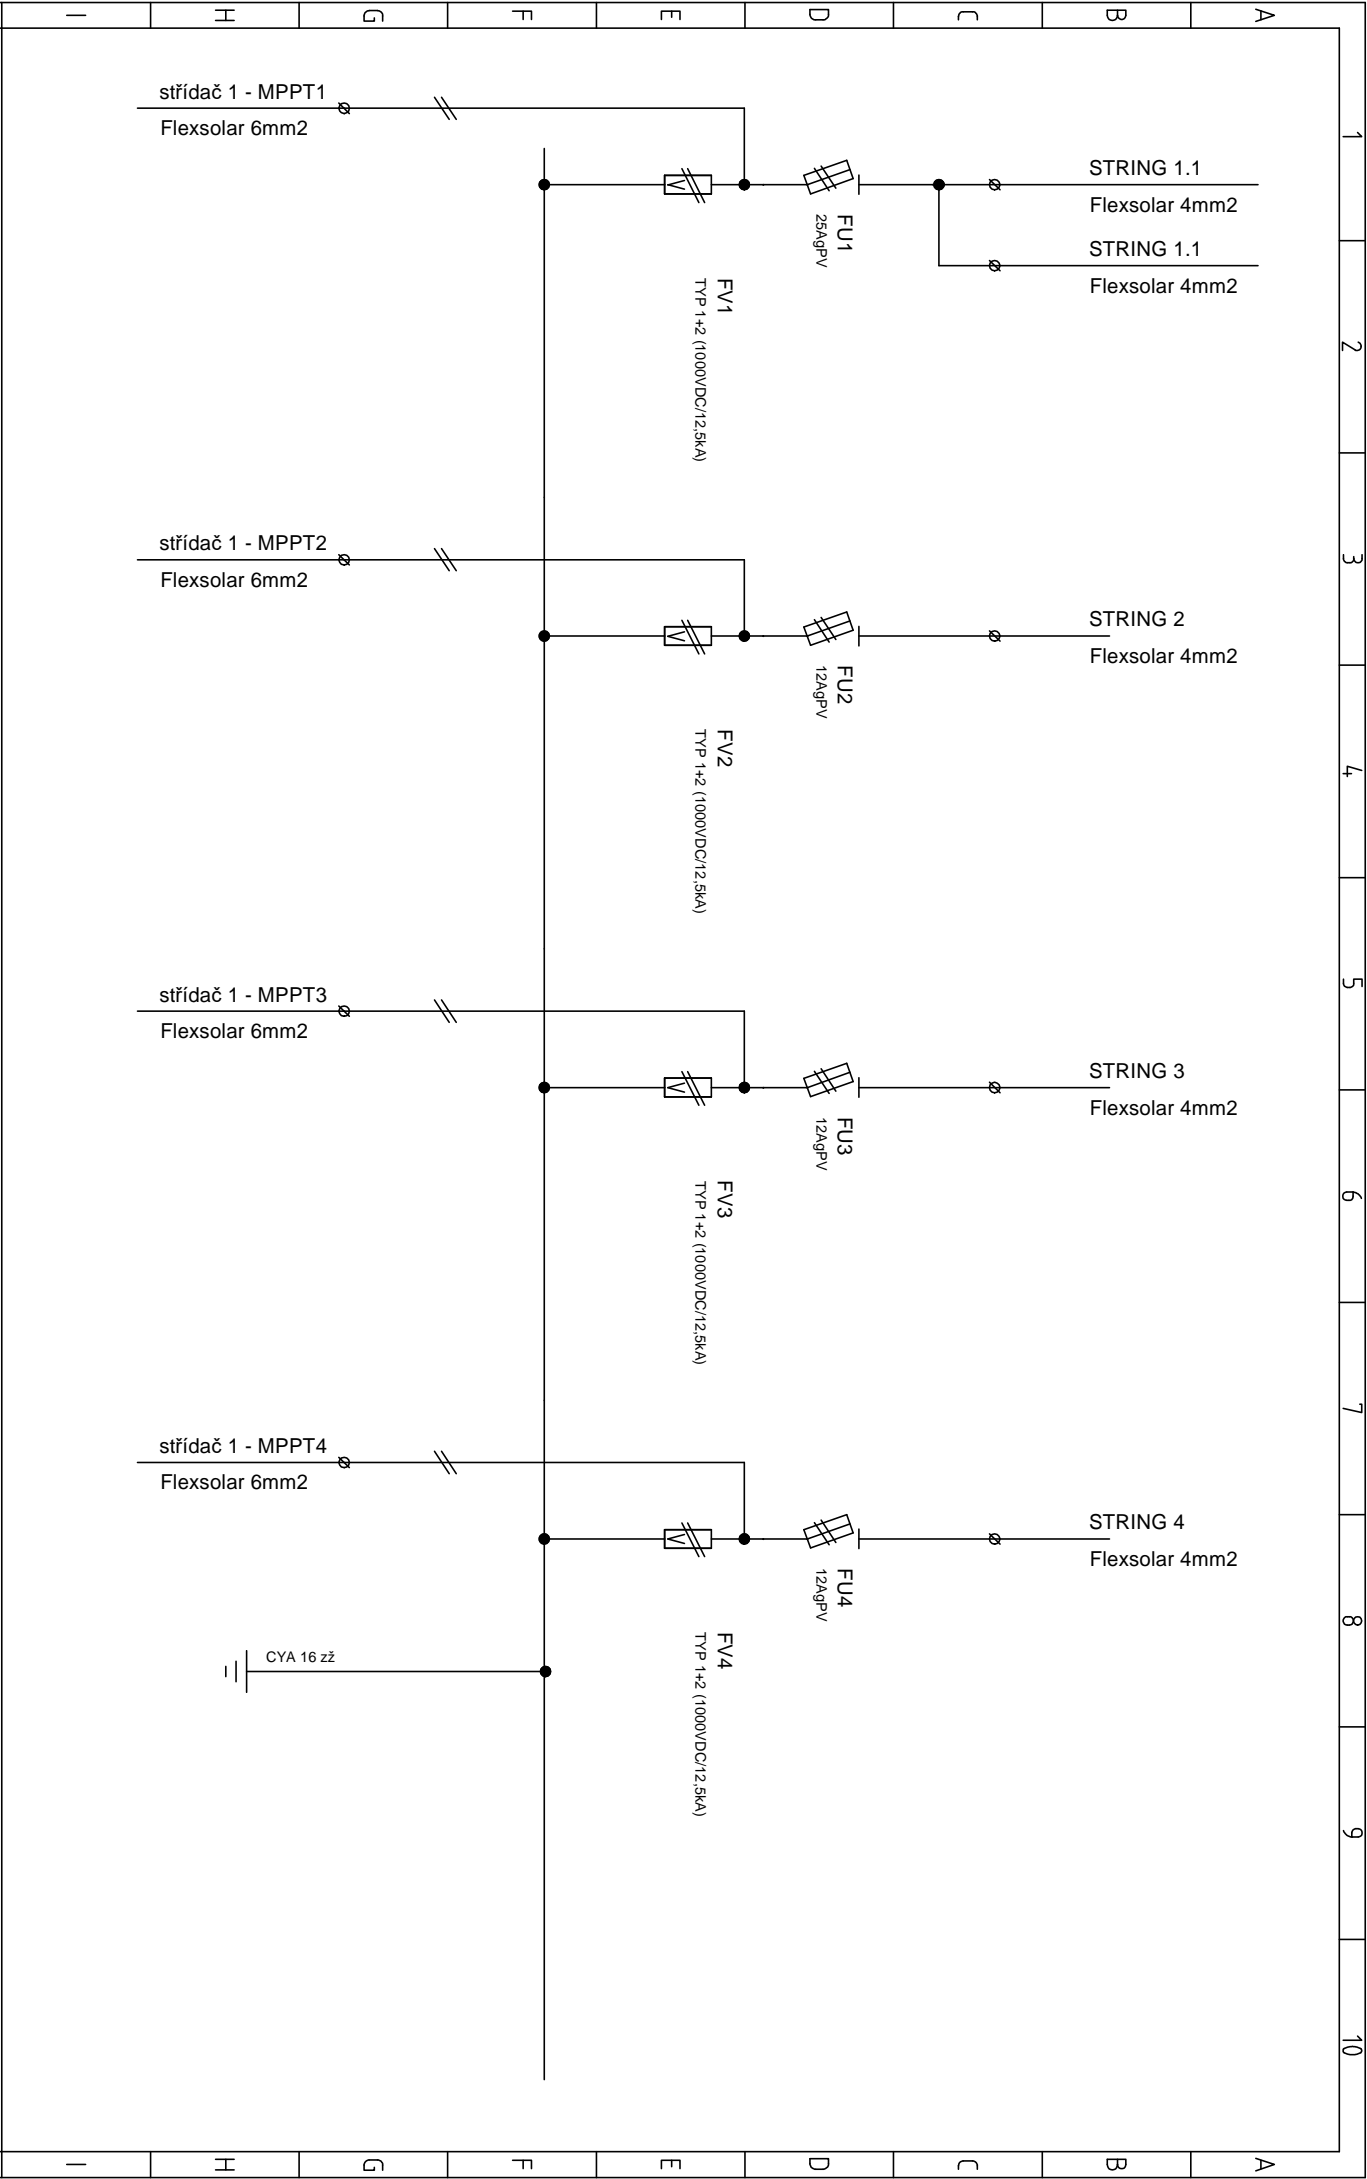 I
H
G
F
E
D
C
B
A
1
2
3
4
5
6
7
8
9
10
střídač 1 - MPPT1
Flexsolar 6mm2
STRING 1.1
Flexsolar 4mm2
STRING 1.1
Flexsolar 4mm2
FU1
25AgPV
FV1
TYP 1+2 (1000VDC/12,5kA)
střídač 1 - MPPT2
Flexsolar 6mm2
STRING 2
Flexsolar 4mm2
FU2
12AgPV
FV2
TYP 1+2 (1000VDC/12,5kA)
střídač 1 - MPPT3
Flexsolar 6mm2
STRING 3
Flexsolar 4mm2
FU3
12AgPV
FV3
TYP 1+2 (1000VDC/12,5kA)
střídač 1 - MPPT4
Flexsolar 6mm2
STRING 4
Flexsolar 4mm2
FU4
12AgPV
FV4
TYP 1+2 (1000VDC/12,5kA)
CYA 16 zž
I
H
G
F
E
D
C
B
A